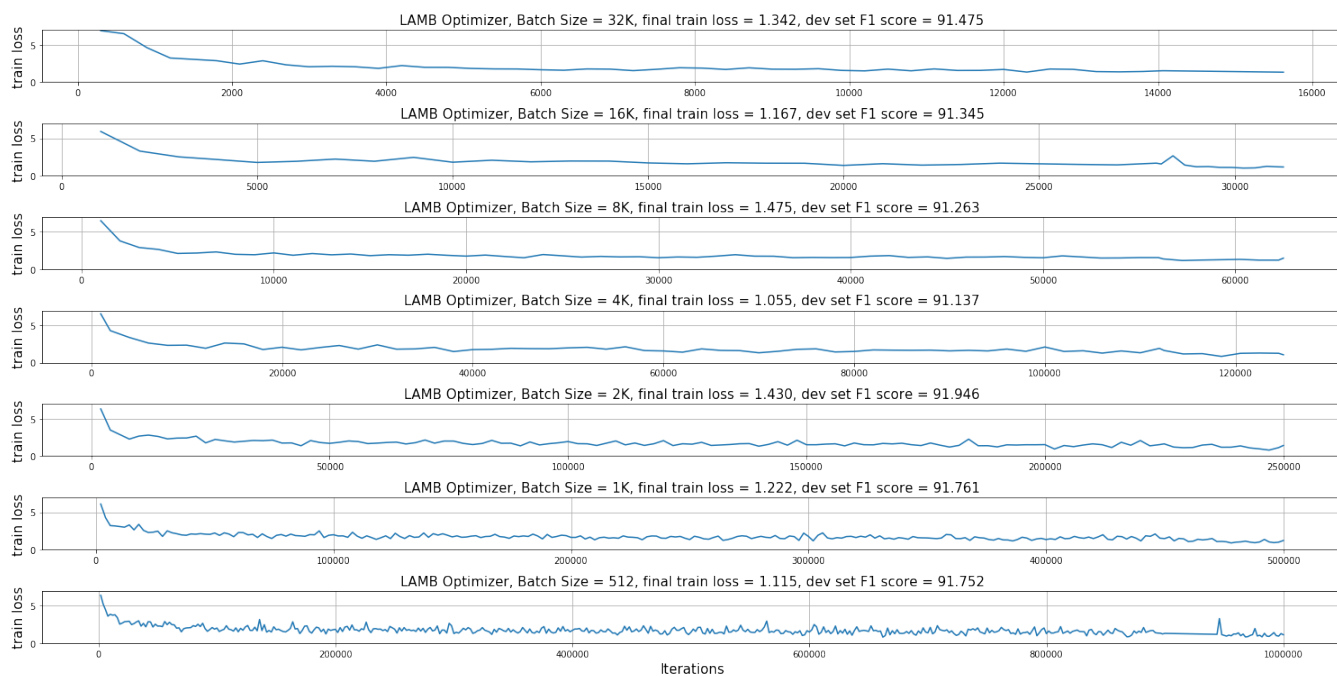 LAMB Optimizer, Batch Size = 32K, final train loss = 1.342, dev set F1 score = 91.475
train loss
5
0
0 2000 4000 6000 8000 10000 12000 14000 16000
LAMB Optimizer, Batch Size = 16K, final train loss = 1.167, dev set F1 score = 91.345
train loss
5
0
0 5000 10000 15000 20000 25000 30000
LAMB Optimizer, Batch Size = 8K, final train loss = 1.475, dev set F1 score = 91.263
train loss
5
0
0 10000 20000 30000 40000 50000 60000
LAMB Optimizer, Batch Size = 4K, final train loss = 1.055, dev set F1 score = 91.137
train loss
5
0
0 20000 40000 60000 80000 100000 120000
LAMB Optimizer, Batch Size = 2K, final train loss = 1.430, dev set F1 score = 91.946
train loss
5
0
0 50000 100000 150000 200000 250000
LAMB Optimizer, Batch Size = 1K, final train loss = 1.222, dev set F1 score = 91.761
train loss
5
0
0 100000 200000 300000 400000 500000
LAMB Optimizer, Batch Size = 512, final train loss = 1.115, dev set F1 score = 91.752
train loss
5
0
0 200000 400000 600000 800000 1000000
Iterations